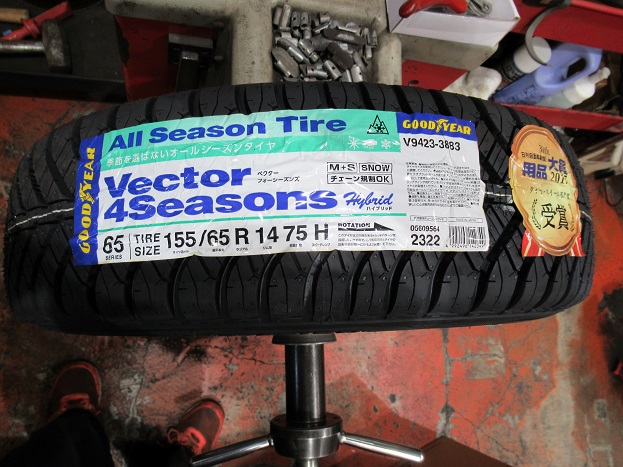 GOODYEAR
All Season Tire
季節を選ばないオールシーズンタイヤ
Vector
4Seasons
ベクター
フォーシーズンズ
M+S SNOW
チェーン規制OK
Hybrid
ハイブリッド
65
SERIES
TIRE
SIZE
155/65 R 14 75 H
ROTATION
GOODYEAR
V9423-3883
05609564
2322
用品大賞
受賞